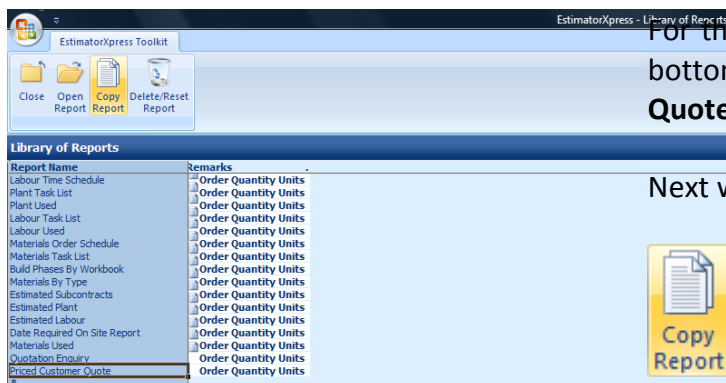 EstimatorXpress - Library of Reports
EstimatorXpress Toolkit
Close Open Report Copy Report Delete/Reset Report
Library of Reports
Report Name Remarks
Labour Time Schedule Order Quantity Units
Plant Task List Order Quantity Units
Plant Used Order Quantity Units
Labour Task List Order Quantity Units
Labour Used Order Quantity Units
Materials Order Schedule Order Quantity Units
Materials Task List Order Quantity Units
Build Phases By Workbook Order Quantity Units
Materials By Type Order Quantity Units
Estimated Subcontracts Order Quantity Units
Estimated Plant Order Quantity Units
Estimated Labour Order Quantity Units
Date Required On Site Report Order Quantity Units
Materials Used Order Quantity Units
Quotation Enquiry Order Quantity Units
Priced Customer Quote Order Quantity Units
*
For th
botto
Quote
Next
Copy
Report